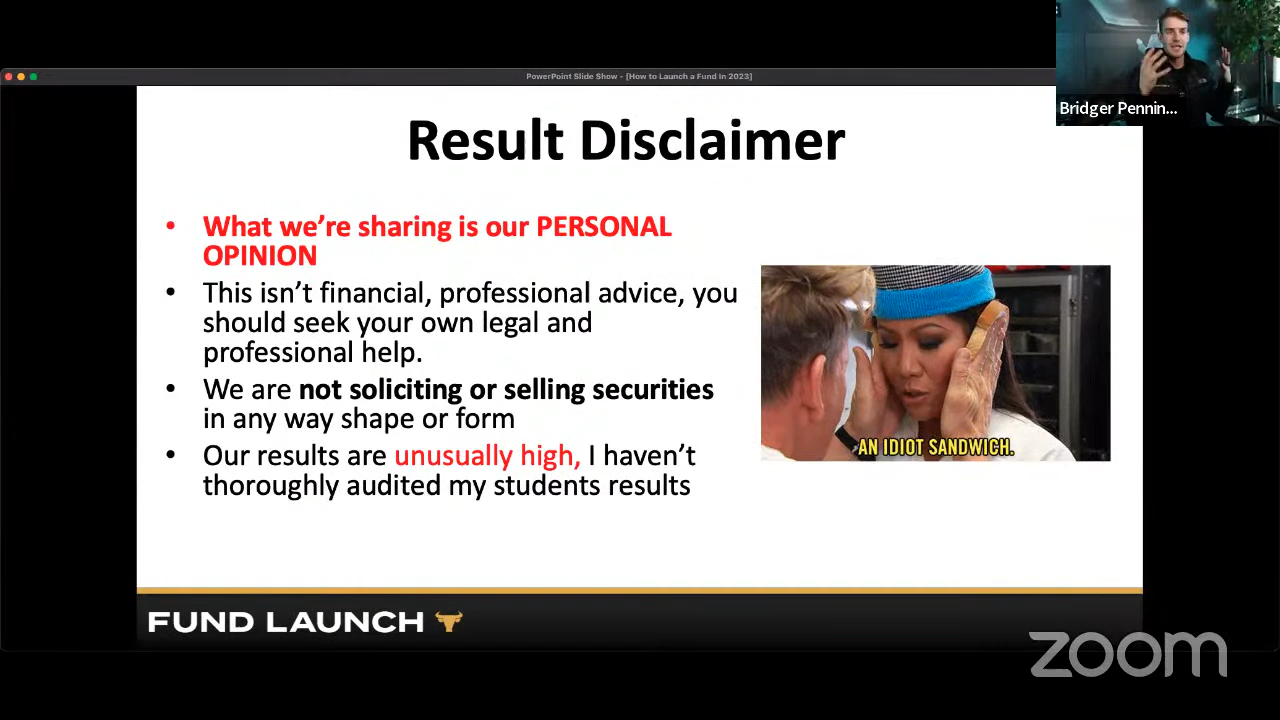 PowerPoint Slide Show - [How to Launch a Fund In 2023]
Bridger Pennin...
Result Disclaimer
• What we're sharing is our PERSONAL
OPINION
• This isn't financial, professional advice, you
should seek your own legal and
professional help.
• We are not soliciting or selling securities
in any way shape or form
• Our results are unusually high, I haven't
thoroughly audited my students results
AN IDIOT SANDWICH.
FUND LAUNCH
zoom